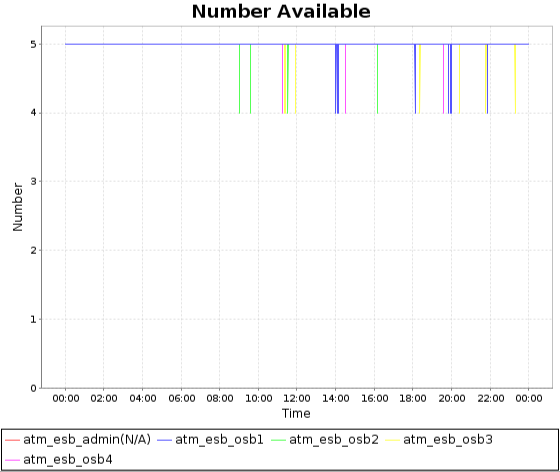 Number Available
5
4
3
2
1
0
Number
00:00 02:00 04:00 06:00 08:00 10:00 12:00 14:00 16:00 18:00 20:00 22:00 00:00
Time
atm_esb_admin(N/A) atm_esb_osb1 atm_esb_osb2 atm_esb_osb3
atm_esb_osb4